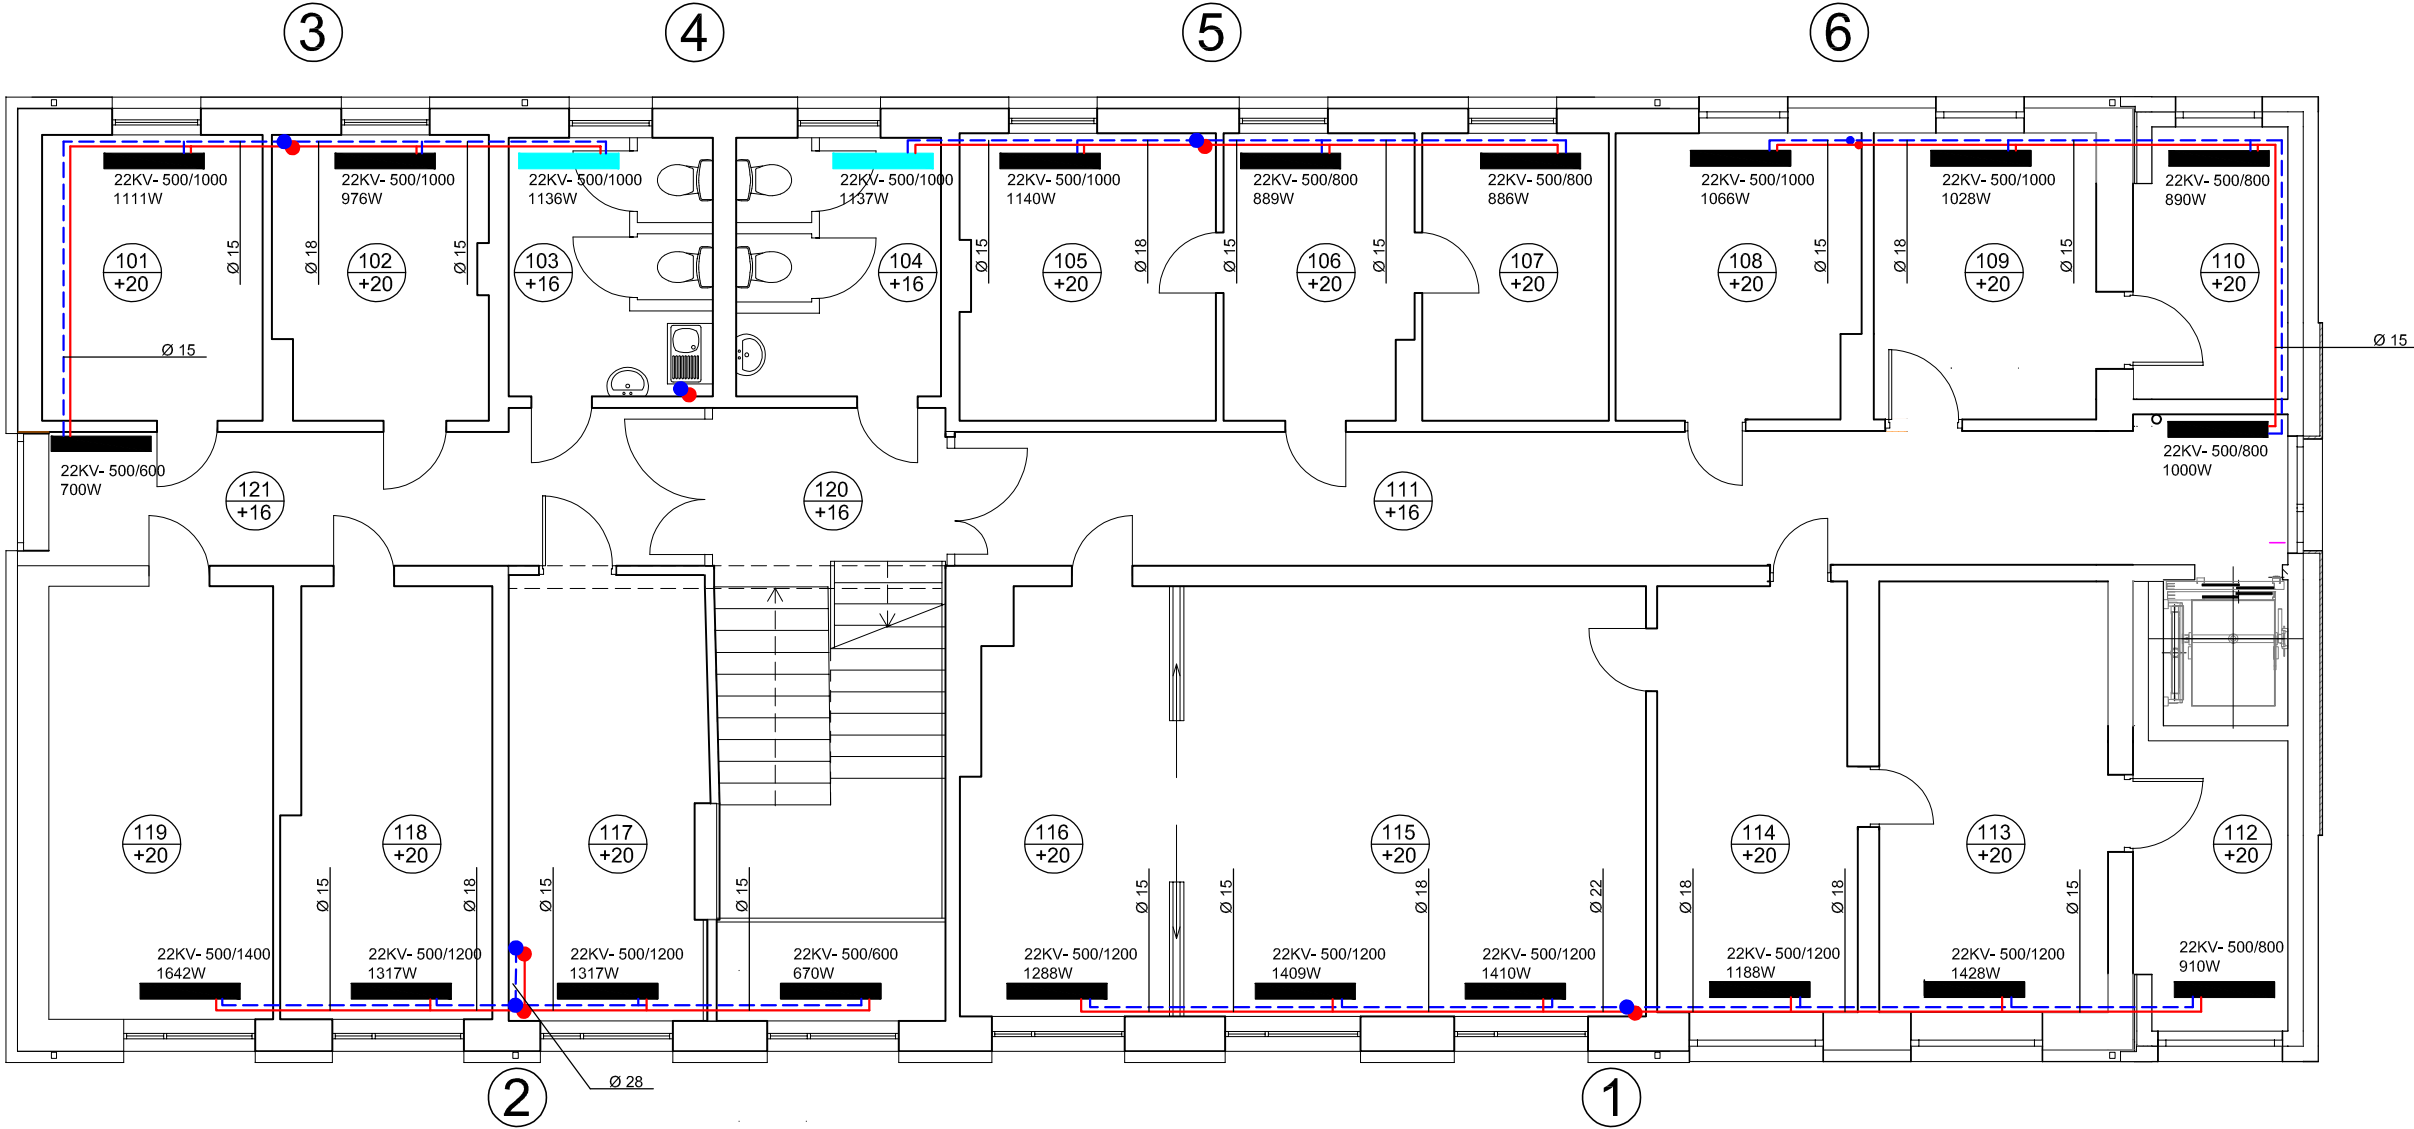 3
4
5
6
22KV- 500/1000
1111W
22KV- 500/1000
976W
22KV- 500/1000
1136W
22KV- 500/1000
1137W
22KV- 500/1000
1140W
22KV- 500/800
889W
22KV- 500/800
886W
22KV- 500/1000
1066W
22KV- 500/1000
1028W
22KV- 500/800
890W
Ø 15
Ø 18
Ø 15
Ø 15
Ø 18
Ø 15
Ø 15
Ø 15
Ø 18
Ø 15
101
+20
102
+20
103
+16
104
+16
105
+20
106
+20
107
+20
108
+20
109
+20
110
+20
Ø 15
Ø 15
22KV- 500/600
700W
22KV- 500/800
1000W
121
+16
120
+16
111
+16
119
+20
118
+20
117
+20
116
+20
115
+20
114
+20
113
+20
112
+20
Ø 15
Ø 18
Ø 15
Ø 15
Ø 15
Ø 15
Ø 18
Ø 22
Ø 18
Ø 18
Ø 15
22KV- 500/1400
1642W
22KV- 500/1200
1317W
22KV- 500/1200
1317W
22KV- 500/600
670W
22KV- 500/1200
1288W
22KV- 500/1200
1409W
22KV- 500/1200
1410W
22KV- 500/1200
1188W
22KV- 500/1200
1428W
22KV- 500/800
910W
Ø 28
2
1